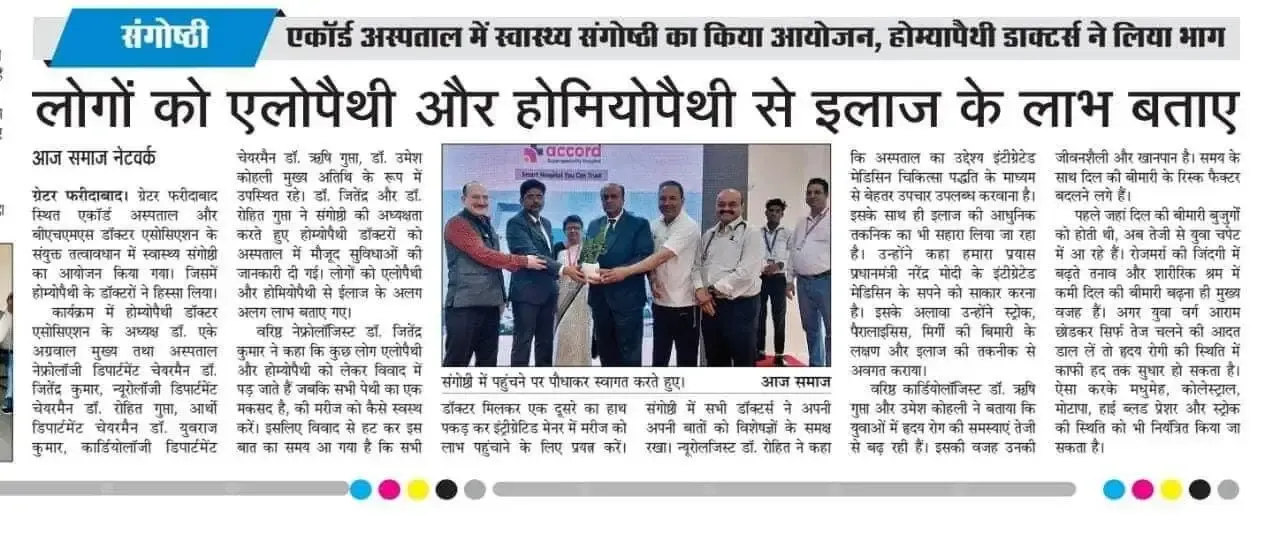 संगोष्ठी
एकॉर्ड अस्पताल में स्वास्थ्य संगोष्ठी का किया आयोजन, होम्यापैथी डाक्टर्स ने लिया भाग
लोगों को एलोपैथी और होमियोपैथी से इलाज के लाभ बताए
आज समाज नेटवर्क
ग्रेटर फरीदाबाद। ग्रेटर फरीदाबाद
स्थित एकॉर्ड अस्पताल और
बीएचएमएस डॉक्टर एसोसिएशन के
संयुक्त तत्वावधान में स्वास्थ्य संगोष्ठी
का आयोजन किया गया। जिसमें
होम्योपैथी के डॉक्टरों ने हिस्सा लिया।
कार्यक्रम में होम्योपैथी डॉक्टर
एसोसिएशन के अध्यक्ष डॉ. एके
अग्रवाल मुख्य तथा अस्पताल
नेफ्रोलॉजी डिपार्टमेंट चेयरमैन डॉ.
जितेंद्र कुमार, न्यूरोलॉजी डिपार्टमेंट
चेयरमैन डॉ. रोहित गुप्ता, आर्थो
डिपार्टमेंट चेयरमैन डॉ. युवराज
कुमार, कार्डियोलॉजी डिपार्टमेंट
चेयरमैन डॉ. ऋषि गुप्ता, डॉ. उमेश
कोहली मुख्य अतिथि के रूप में
उपस्थित रहे। डॉ. जितेंद्र और डॉ.
रोहित गुप्ता ने संगोष्ठी की अध्यक्षता
करते हुए होम्योपैथी डॉक्टरों को
अस्पताल में मौजूद सुविधाओं की
जानकारी दी गई। लोगों को एलोपैथी
और होमियोपैथी से ईलाज के अलग
अलग लाभ बताए गए।
वरिष्ठ नेफ्रोलॉजिस्ट डॉ. जितेंद्र
कुमार ने कहा कि कुछ लोग एलोपैथी
और होम्योपैथी को लेकर विवाद में
पड़ जाते हैं जबकि सभी पेथी का एक
मकसद है, की मरीज को कैसे स्वस्थ
करें। इसलिए विवाद से हट कर इस
बात का समय आ गया है कि सभी
accord
Superspeciality Hospital
Smart Hospital You Can Trust
संगोष्ठी में पहुंचने पर पौधाकर स्वागत करते हुए। आज समाज
डॉक्टर मिलकर एक दूसरे का हाथ
पकड़ कर इंट्रीग्रेटिड मेनर में मरीज को
लाभ पहुंचाने के लिए प्रयत्न करें।
संगोष्ठी में सभी डॉक्टर्स ने अपनी
अपनी बातों को विशेषज्ञों के समक्ष
रखा। न्यूरोलजिस्ट डॉ. रोहित ने कहा
कि अस्पताल का उद्देश्य इंटीग्रेटेड
मेडिसिन चिकित्सा पद्धति के माध्यम
से बेहतर उपचार उपलब्ध करवाना है।
इसके साथ ही इलाज की आधुनिक
तकनिक का भी सहारा लिया जा रहा
है। उन्होंने कहा हमारा प्रयास
प्रधानमंत्री नरेंद्र मोदी के इंटीग्रेटेड
मेडिसिन के सपने को साकार करना
है। इसके अलावा उन्होंने स्ट्रोक,
पैरालाइसिस, मिर्गी की बिमारी के
लक्षण और इलाज की तकनीक से
अवगत कराया।
वरिष्ठ कार्डियोलॉजिस्ट डॉ. ऋषि
गुप्ता और उमेश कोहली ने बताया कि
युवाओं में हृदय रोग की समस्याएं तेजी
से बढ़ रही हैं। इसकी वजह उनकी
जीवनशैली और खानपान है। समय के
साथ दिल की बीमारी के रिस्क फैक्टर
बदलने लगे हैं।
पहले जहां दिल की बीमारी बुजुर्गो
को होती थी, अब तेजी से युवा चपेट
में आ रहे हैं। रोजमर्रा की जिंदगी में
बढ़ते तनाव और शारीरिक श्रम में
कमी दिल की बीमारी बढ़ना ही मुख्य
वजह हैं। अगर युवा वर्ग आराम
छोडकर सिर्फ तेज चलने की आदत
डाल लें तो हृदय रोगी की स्थिति में
काफी हद तक सुधार हो सकता है।
ऐसा करके मधुमेह, कोलेस्ट्राल,
मोटापा, हाई ब्लड प्रेशर और स्ट्रोक
की स्थिति को भी नियंत्रित किया जा
सकता है।